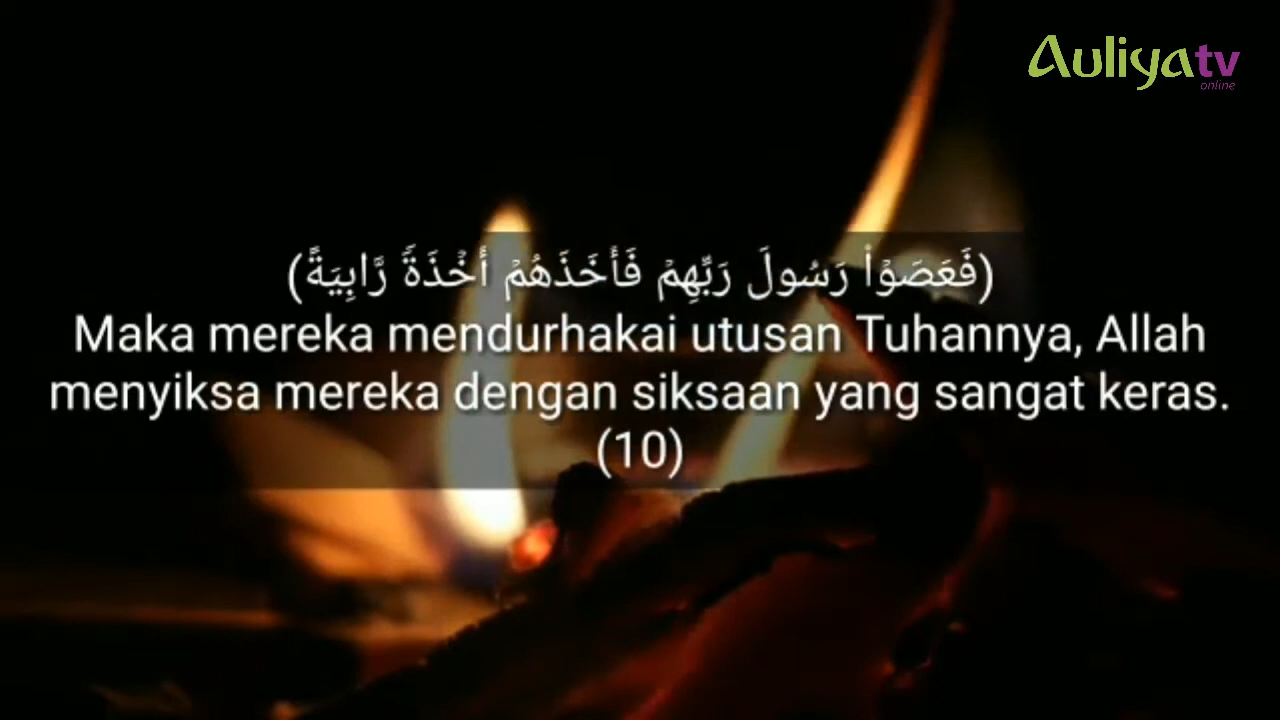 Auliyatv
online
(فَعَصَوْا۟ رَسُولَ رَبِّهِمْ فَأَخَذَهُمْ أَخْذَةً رَّابِيَةً)
Maka mereka mendurhakai utusan Tuhannya, Allah
menyiksa mereka dengan siksaan yang sangat keras.
(10)